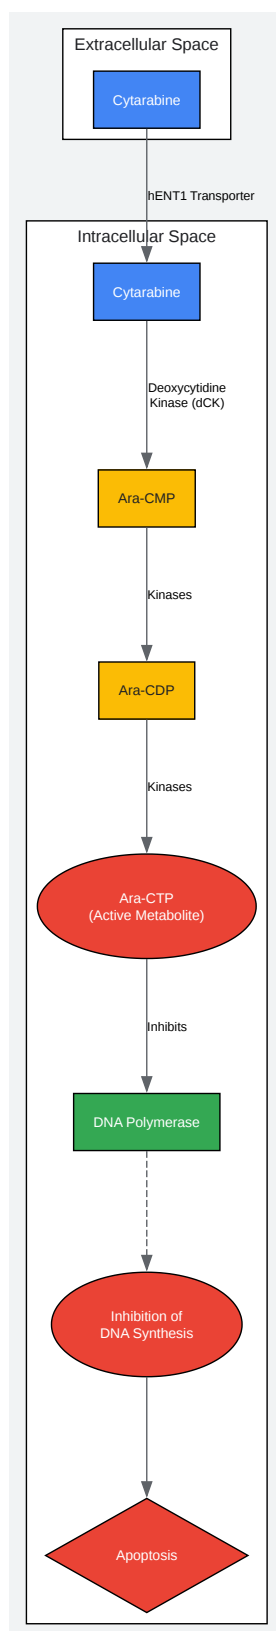 Extracellular Space
Cytarabine
hENT1 Transporter
Intracellular Space
Cytarabine
Deoxycytidine
Kinase (dCK)
Ara-CMP
Kinases
Ara-CDP
Kinases
Ara-CTP
(Active Metabolite)
Inhibits
DNA Polymerase
Inhibition of
DNA Synthesis
Apoptosis